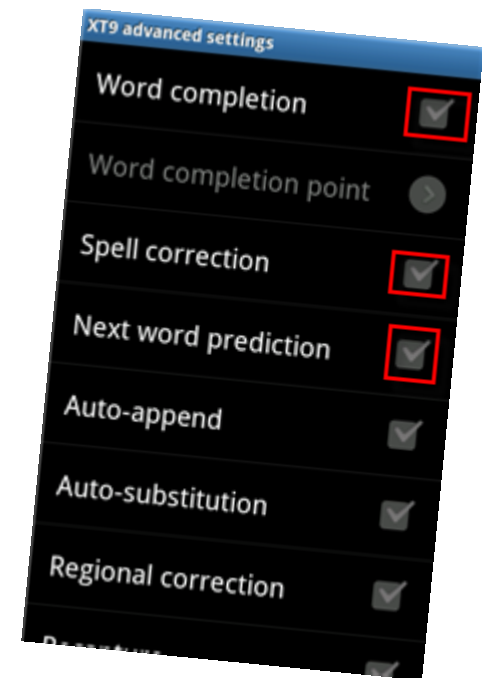 XT9 advanced settings
Word completion
Word completion point
Spell correction
Next word prediction
Auto-append
Auto-substitution
Regional correction